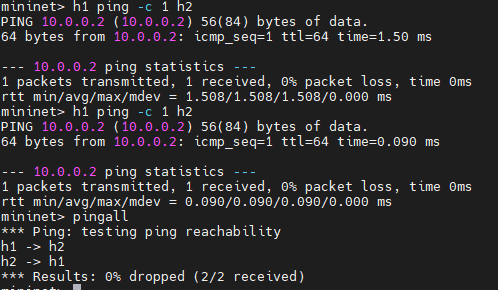 mininet> h1 ping -c 1 h2
PING 10.0.0.2 (10.0.0.2) 56(84) bytes of data.
64 bytes from 10.0.0.2: icmp_seq=1 ttl=64 time=1.50 ms

--- 10.0.0.2 ping statistics ---
1 packets transmitted, 1 received, 0% packet loss, time 0ms
rtt min/avg/max/mdev = 1.508/1.508/1.508/0.000 ms
mininet> h1 ping -c 1 h2
PING 10.0.0.2 (10.0.0.2) 56(84) bytes of data.
64 bytes from 10.0.0.2: icmp_seq=1 ttl=64 time=0.090 ms

--- 10.0.0.2 ping statistics ---
1 packets transmitted, 1 received, 0% packet loss, time 0ms
rtt min/avg/max/mdev = 0.090/0.090/0.090/0.000 ms
mininet> pingall
*** Ping: testing ping reachability
h1 -> h2
h2 -> h1
*** Results: 0% dropped (2/2 received)
mininet>